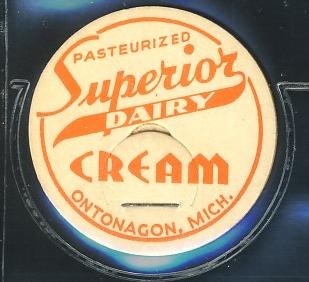 PASTEURIZED
Superior
DAIRY
CREAM
ONTONAGON, MICH.